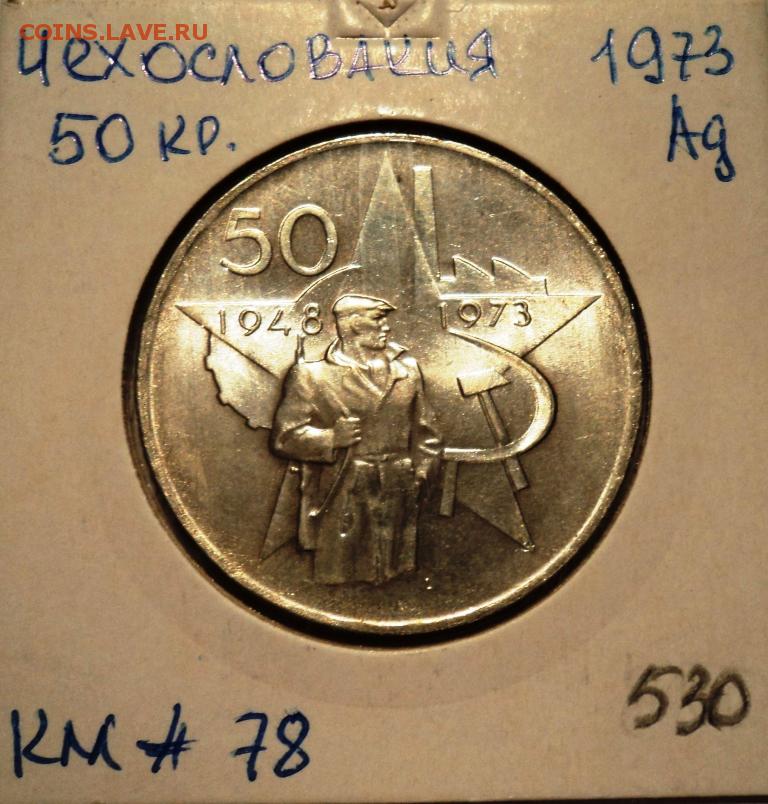 COINS.LAVE.RU
Чехословакия 1973
50 кр. Ag
50
1948 1973
КМ # 78
530